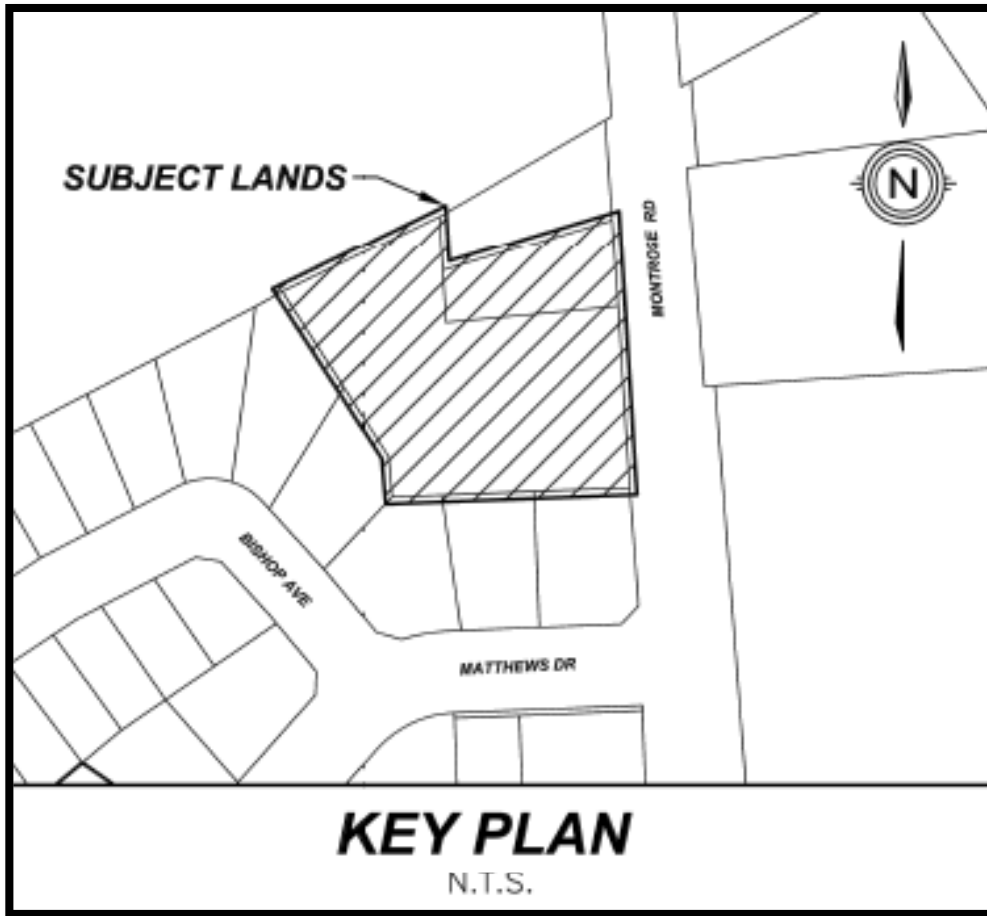 SUBJECT LANDS
N
MONTROSE RD
BISHOP AVE
MATTHEWS DR
KEY PLAN
N.T.S.